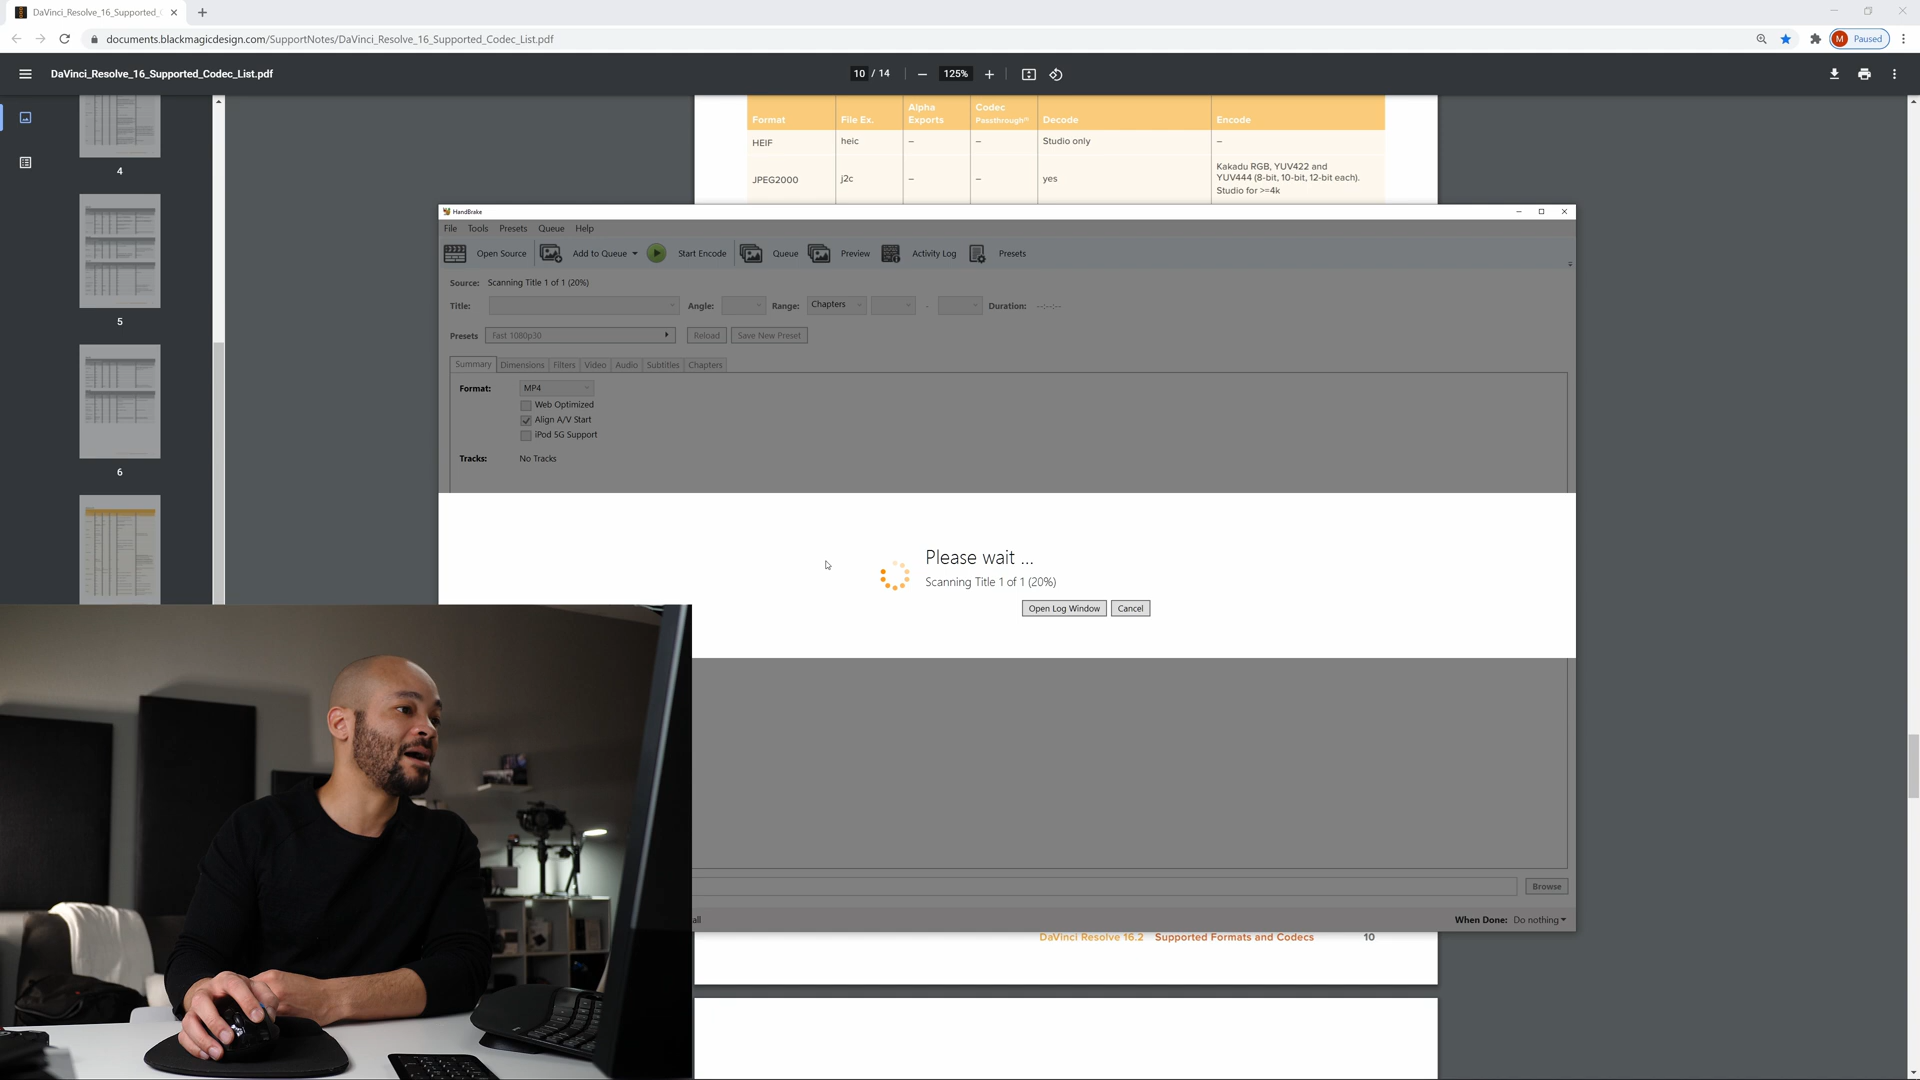 DaVinci_Resolve_16_Supported_
documents.blackmagicdesign.com/SupportNotes/DaVinci_Resolve_16_Supported_Codec_List.pdf
M Paused
DaVinci_Resolve_16_Supported_Codec_List.pdf
10 / 14
125%
4
5
6
Format File Ex. Alpha Exports Codec Passthrough Decode Encode
HEIF heic – – Studio only –
JPEG2000 j2c – – yes Kakadu RGB, YUV422 and
YUV444 (8-bit, 10-bit, 12-bit each).
Studio for >=4k
HandBrake
File Tools Presets Queue Help
Open Source Add to Queue Start Encode Queue Preview Activity Log Presets
Source: Scanning Title 1 of 1 (20%)
Title: Angle: Range: Chapters - Duration: --:--:--
Presets Fast 1080p30 Reload Save New Preset
Summary Dimensions Filters Video Audio Subtitles Chapters
Format: MP4
Web Optimized
Align A/V Start
iPod 5G Support
Tracks: No Tracks
Please wait ...
Scanning Title 1 of 1 (20%)
Open Log Window Cancel
Browse
all
When Done: Do nothing
DaVinci Resolve 16.2 Supported Formats and Codecs 10